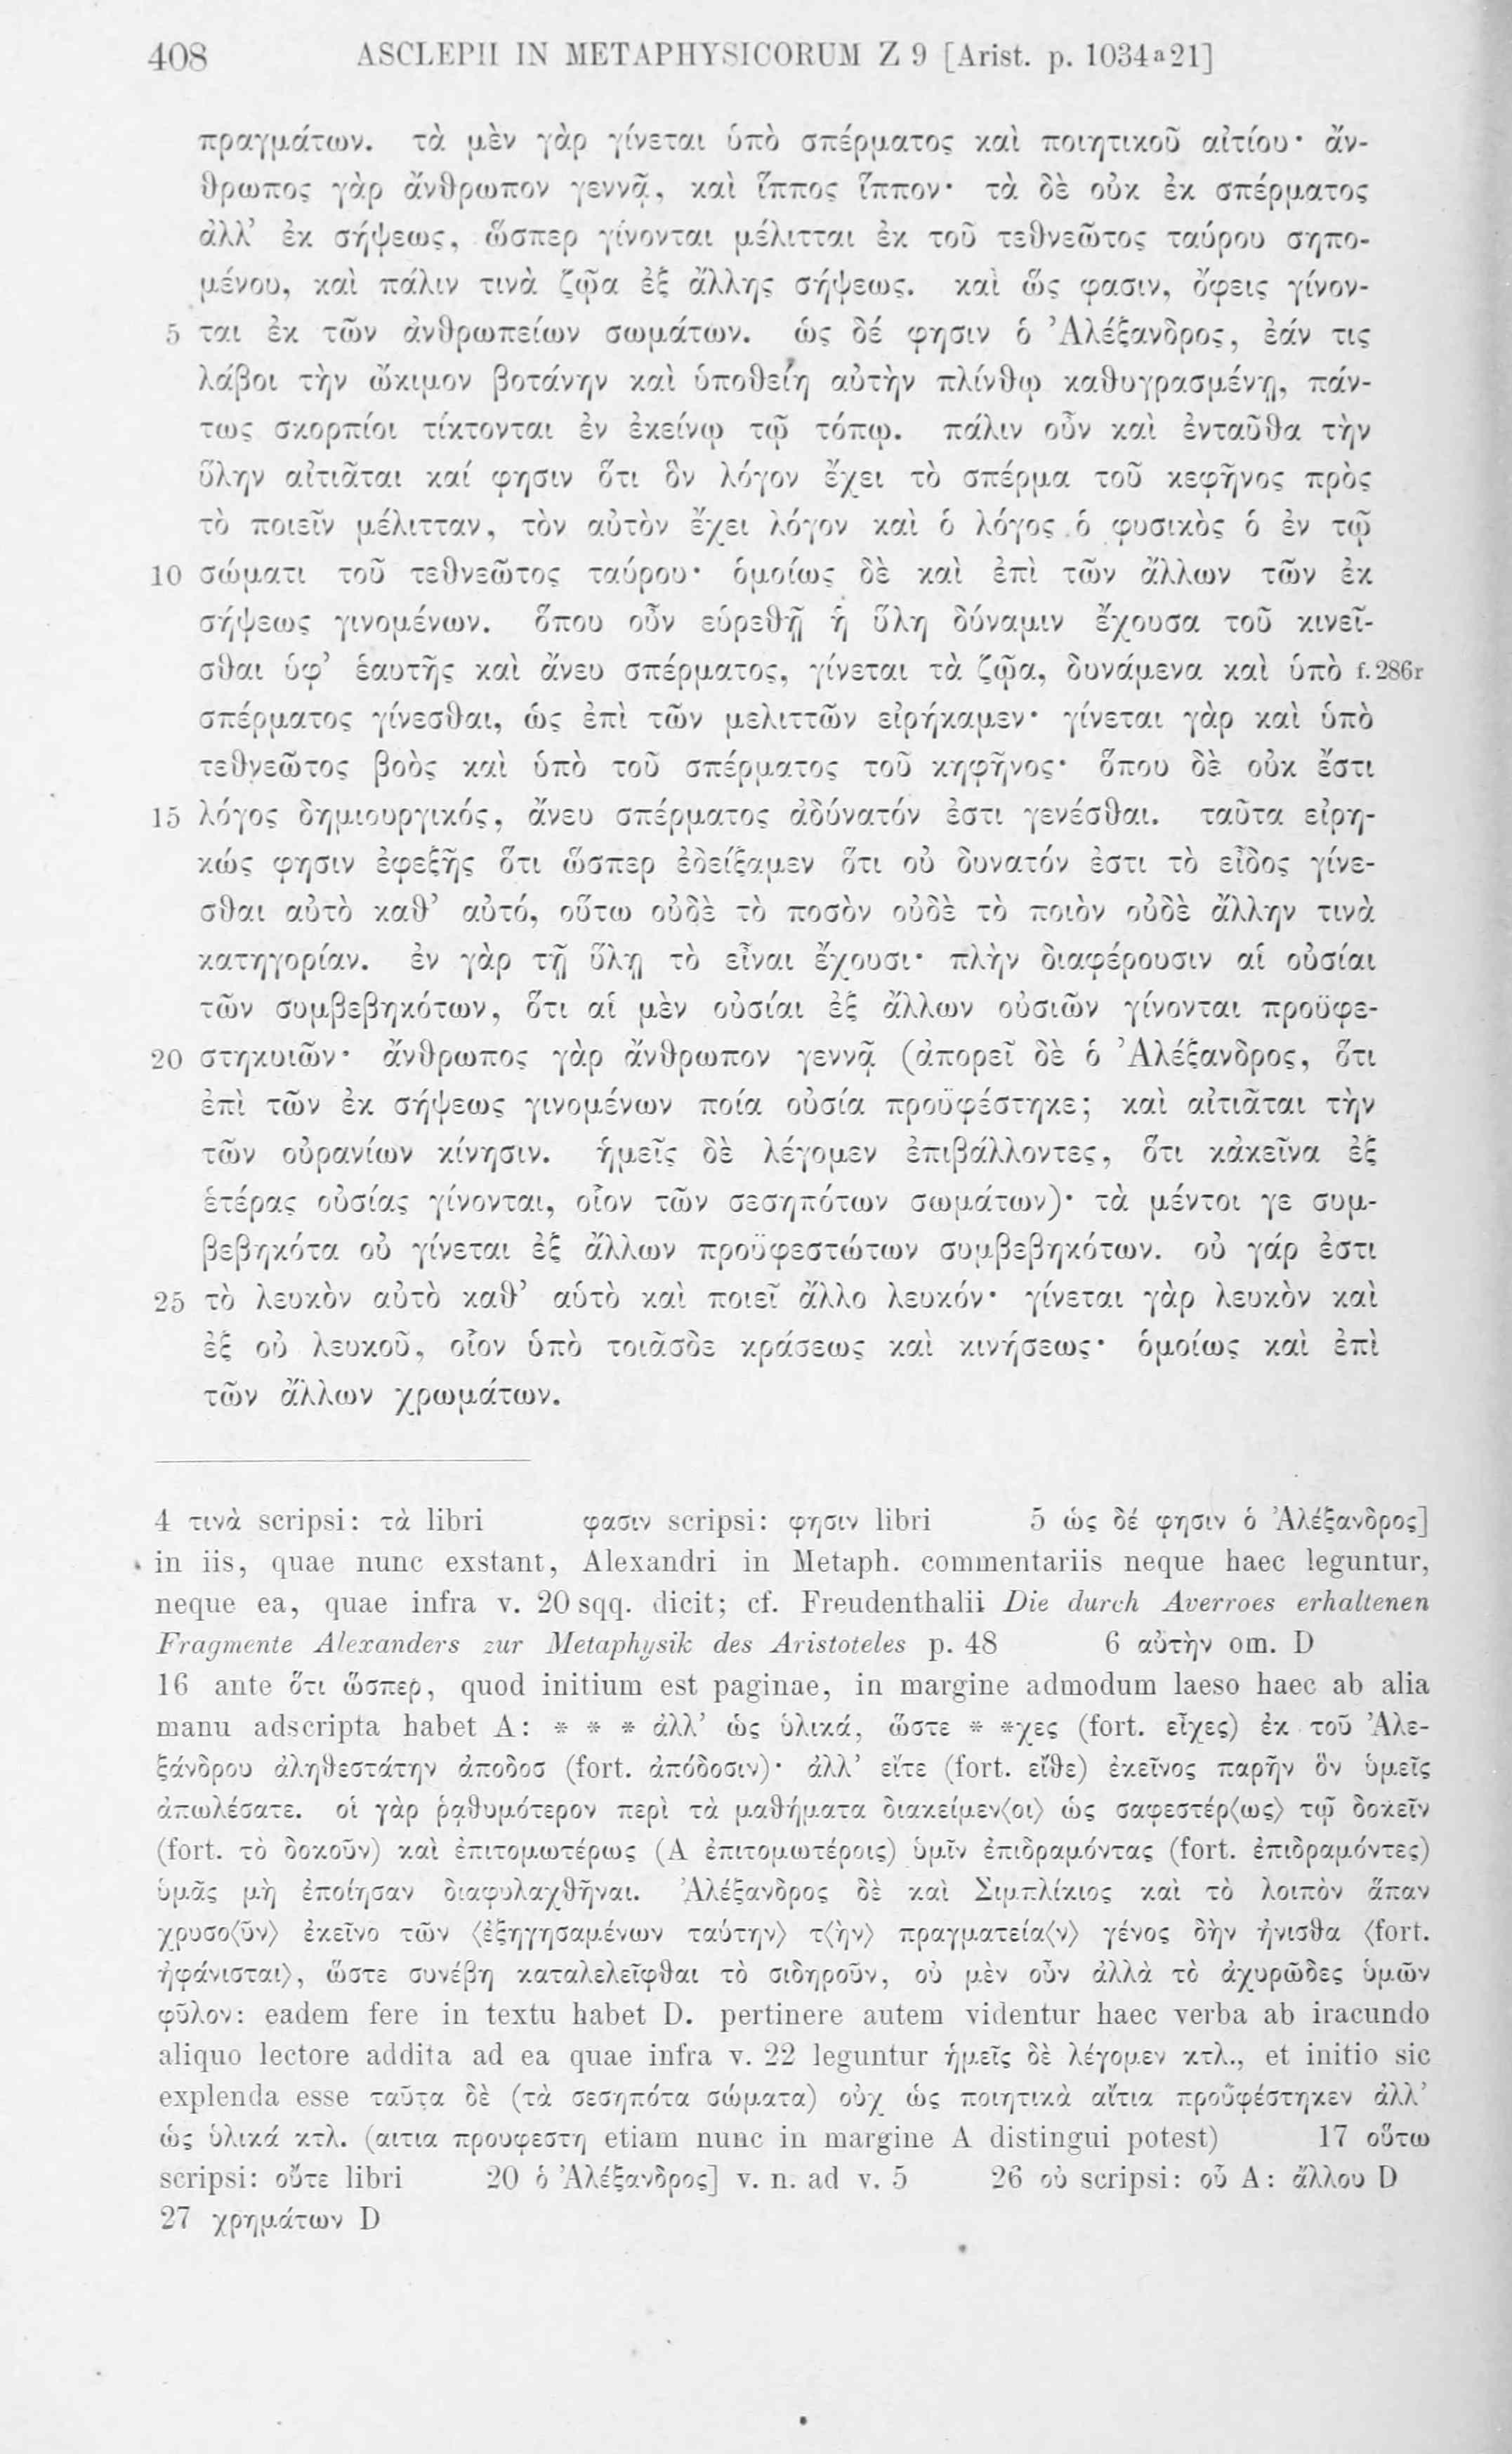 408 ASCLEPII IN METAPHYSICORUM Z 9 [Arist. p. 1034a21]
πραγμάτων. τὰ μὲν γὰρ γίνεται ὑπὸ σπέρματος καὶ ποιητικοῦ αἰτίου· ἄν-
θρωπος γὰρ ἄνθρωπον γεννᾷ, καὶ ἵππος ἵππον· τὰ δὲ οὐκ ἐκ σπέρματος
ἀλλ’ ἐκ σήψεως, ὥσπερ γίνονται μέλιτται ἐκ τοῦ τεθνεῶτος ταύρου σηπο-
μένου, καὶ πάλιν τινὰ ζῷα ἐξ ἄλλης σήψεως. καὶ ὥς φασιν, ὄφεις γίνον-
5 ται ἐκ τῶν ἀνθρωπείων σωμάτων. ὡς δέ φησιν ὁ Ἀλέξανδρος, ἐάν τις
λάβοι τὴν ὤκιμον βοτάνην καὶ ὑποθείη αὐτὴν πλίνθῳ καθυγρασμένῃ, πάν-
τως σκορπίοι τίκτονται ἐν ἐκείνῳ τῷ τόπῳ. πάλιν οὖν καὶ ἐνταῦθα τὴν
ὕλην αἰτιᾶται καί φησιν ὅτι ὃν λόγον ἔχει τὸ σπέρμα τοῦ κεφῆνος πρὸς
τὸ ποιεῖν μέλιτταν, τὸν αὐτὸν ἔχει λόγον καὶ ὁ λόγος ὁ φυσικὸς ὁ ἐν τῷ
10 σώματι τοῦ τεθνεῶτος ταύρου· ὁμοίως δὲ καὶ ἐπὶ τῶν ἄλλων τῶν ἐκ
σήψεως γινομένων. ὅπου οὖν εὑρεθῇ ἡ ὕλη δύναμιν ἔχουσα τοῦ κινεῖ-
σθαι ὑφ’ ἑαυτῆς καὶ ἄνευ σπέρματος, γίνεται τὰ ζῷα, δυνάμενα καὶ ὑπὸ f. 286r
σπέρματος γίνεσθαι, ὡς ἐπὶ τῶν μελιττῶν εἰρήκαμεν· γίνεται γὰρ καὶ ὑπὸ
τεθνεῶτος βοὸς καὶ ὑπὸ τοῦ σπέρματος τοῦ κηφῆνος· ὅπου δὲ οὐκ ἔστι
15 λόγος δημιουργικός, ἄνευ σπέρματος ἀδύνατόν ἐστι γενέσθαι. ταῦτα εἰρη-
κώς φησιν ἐφεξῆς ὅτι ὥσπερ ἐδείξαμεν ὅτι οὐ δυνατόν ἐστι τὸ εἶδος γίνε-
σθαι αὐτὸ καθ’ αὑτό, οὕτω οὐδὲ τὸ ποσὸν οὐδὲ τὸ ποιὸν οὐδὲ ἄλλην τινὰ
κατηγορίαν. ἐν γὰρ τῇ ὕλῃ τὸ εἶναι ἔχουσι· πλὴν διαφέρουσιν αἱ οὐσίαι
τῶν συμβεβηκότων, ὅτι αἱ μὲν οὐσίαι ἐξ ἄλλων οὐσιῶν γίνονται προϋφε-
20 στηκυιῶν· ἄνθρωπος γὰρ ἄνθρωπον γεννᾷ (ἀπορεῖ δὲ ὁ Ἀλέξανδρος, ὅτι
ἐπὶ τῶν ἐκ σήψεως γινομένων ποία οὐσία προϋφέστηκε; καὶ αἰτιᾶται τὴν
τῶν οὐρανίων κίνησιν. ἡμεῖς δὲ λέγομεν ἐπιβάλλοντες, ὅτι κἀκεῖνα ἐξ
ἑτέρας οὐσίας γίνονται, οἷον τῶν σεσηπότων σωμάτων)· τὰ μέντοι γε συμ-
βεβηκότα οὐ γίνεται ἐξ ἄλλων προϋφεστώτων συμβεβηκότων. οὐ γάρ ἐστι
25 τὸ λευκὸν αὐτὸ καθ’ αὑτὸ καὶ ποιεῖ ἄλλο λευκόν· γίνεται γὰρ λευκὸν καὶ
ἐξ οὐ λευκοῦ, οἷον ὑπὸ τοιᾶσδε κράσεως καὶ κινήσεως· ὁμοίως καὶ ἐπὶ
τῶν ἄλλων χρωμάτων.
4 τινὰ scripsi: τὰ libri φασιν scripsi: φησιν libri 5 ὡς δέ φησιν ὁ Ἀλέξανδρος]
in iis, quae nunc exstant, Alexandri in Metaph. commentariis neque haec leguntur,
neque ea, quae infra v. 20 sqq. dicit; cf. Freudenthalii Die durch Averroes erhaltenen
Fragmente Alexanders zur Metaphysik des Aristoteles p. 48 6 αὐτὴν om. D
16 ante ὅτι ὥσπερ, quod initium est paginae, in margine admodum laeso haec ab alia
manu adscripta habet A: * * * ἀλλ’ ὡς ὑλικά, ὥστε * *χες (fort. εἶχες) ἐκ τοῦ Ἀλε-
ξάνδρου ἀληθεστάτην ἀποδοσ (fort. ἀπόδοσιν)· ἀλλ’ εἴτε (fort. εἴθε) ἐκεῖνος παρῆν ὃν ὑμεῖς
ἀπωλέσατε. οἱ γὰρ ῥᾳθυμότερον περὶ τὰ μαθήματα διακείμεν⟨οι⟩ ὡς σαφεστέρ⟨ως⟩ τῷ δοκεῖν
(fort. τὸ δοκοῦν) καὶ ἐπιτομωτέρως (A ἐπιτομωτέροις) ὑμῖν ἐπιδραμόντας (fort. ἐπιδραμόντες)
ὑμᾶς μὴ ἐποίησαν διαφυλαχθῆναι. Ἀλέξανδρος δὲ καὶ Σιμπλίκιος καὶ τὸ λοιπὸν ἅπαν
χρυσο⟨ῦν⟩ ἐκεῖνο τῶν ⟨ἐξηγησαμένων ταύτην⟩ τ⟨ὴν⟩ πραγματεία⟨ν⟩ γένος δὴν ἠνισθα ⟨fort.
ἠφάνισται⟩, ὥστε συνέβη καταλελεῖφθαι τὸ σιδηροῦν, οὐ μὲν οὖν ἀλλὰ τὸ ἀχυρῶδες ὑμῶν
φῦλον: eadem fere in textu habet D. pertinere autem videntur haec verba ab iracundo
aliquo lectore addita ad ea quae infra v. 22 leguntur ἡμεῖς δὲ λέγομεν κτλ., et initio sic
explenda esse ταῦτα δὲ (τὰ σεσηπότα σώματα) οὐχ ὡς ποιητικὰ αἴτια προϋφέστηκεν ἀλλ’
ὡς ὑλικά κτλ. (αιτια προυφεστη etiam nunc in margine A distingui potest) 17 οὕτω
scripsi: οὔτε libri 20 ὁ Ἀλέξανδρος] v. n. ad v. 5 26 οὐ scripsi: οὗ A: ἄλλου D
27 χρημάτων D